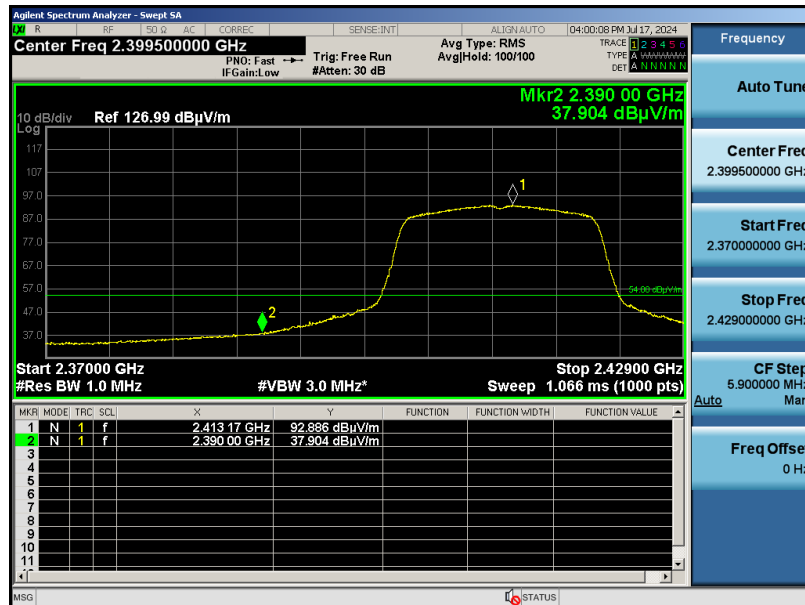 Agilent Spectrum Analyzer - Swept SA
LXI R RF 50 Ω AC CORREC SENSE:INT ALIGN AUTO 04:00:08 PM Jul 17, 2024
Center Freq 2.399500000 GHz
PNO: Fast
IFGain:Low
Trig: Free Run
#Atten: 30 dB
Avg Type: RMS
Avg|Hold: 100/100
TRACE 1 2 3 4 5 6
TYPE A WWWWW
DET A N N N N N
Mkr2 2.390 00 GHz
37.904 dBµV/m
10 dB/div Ref 126.99 dBµV/m
Log
117
107
97.0
87.0
77.0
67.0
57.0
47.0
37.0
1
2
54.00 dBµV/m
Start 2.37000 GHz Stop 2.42900 GHz
#Res BW 1.0 MHz #VBW 3.0 MHz* Sweep 1.066 ms (1000 pts)
MKR MODE TRC SCL X Y FUNCTION FUNCTION WIDTH FUNCTION VALUE
1 N 1 f 2.413 17 GHz 92.886 dBµV/m
2 N 1 f 2.390 00 GHz 37.904 dBµV/m
3
4
5
6
7
8
9
10
11
MSG STATUS
Frequency
Auto Tune
Center Freq
2.399500000 GHz
Start Freq
2.370000000 GHz
Stop Freq
2.429000000 GHz
CF Step
5.900000 MHz
Auto Man
Freq Offset
0 Hz